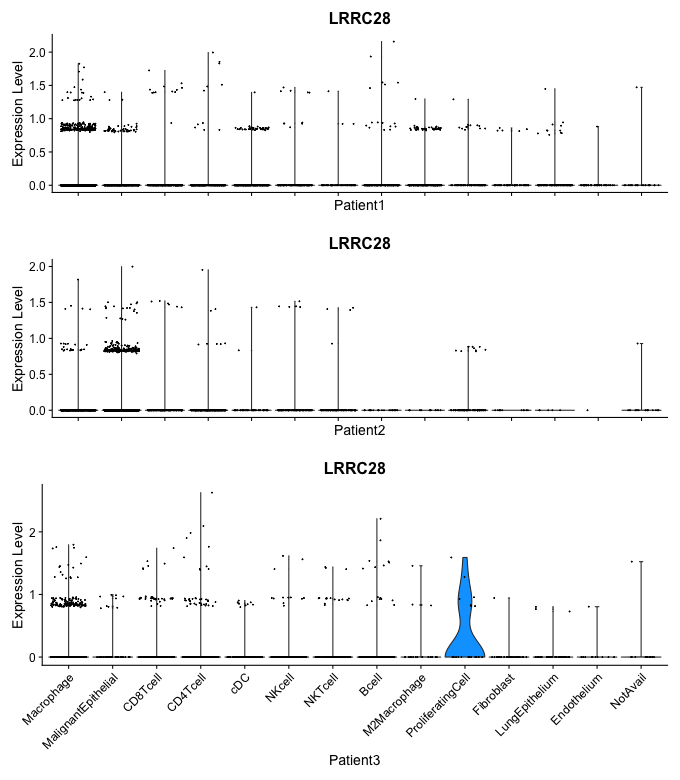 LRRC28
Expression Level
2.0
1.5
1.0
0.5
0.0
Patient1
LRRC28
Expression Level
2.0
1.5
1.0
0.5
0.0
Patient2
LRRC28
Expression Level
2
1
0
Macrophage
MalignantEpithelial
CD8Tcell
CD4Tcell
cDC
NKcell
NKTcell
Bcell
M2Macrophage
ProliferatingCell
Fibroblast
LungEpithelium
Endothelium
NotAvail
Patient3